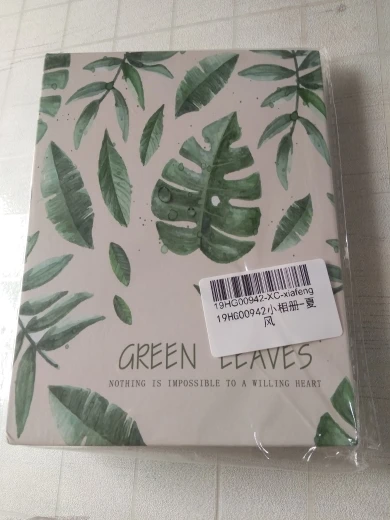 19HG00942-XC-xiafeng
19HG00942小相册-夏
风
GREEN LEAVES
NOTHING IS IMPOSSIBLE TO A WILLING HEART